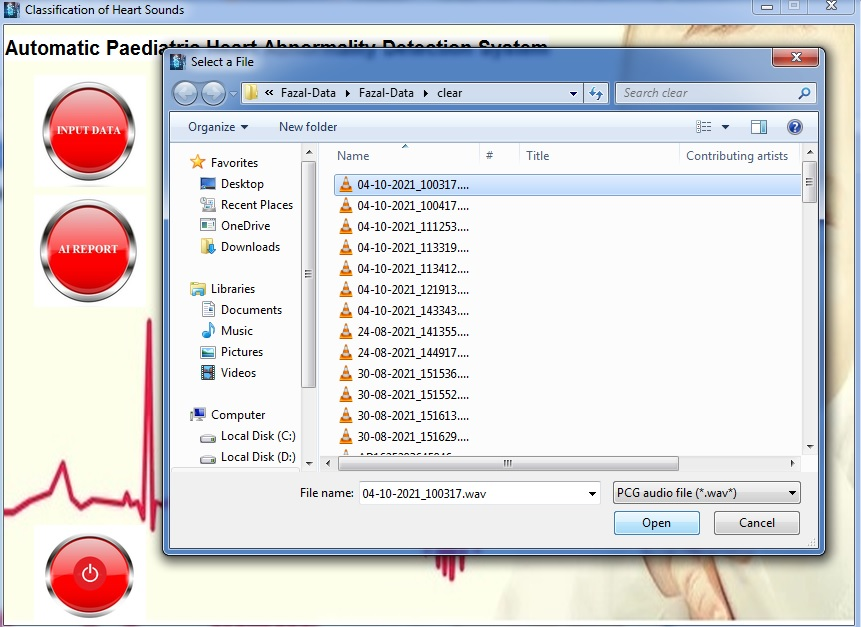 Classification of Heart Sounds
Automatic Paediatric Heart Abnormality Detection System
INPUT DATA
AI REPORT
Select a File
« Fazal-Data Fazal-Data clear
Search clear
Organize New folder
Favorites
Desktop
Recent Places
OneDrive
Downloads
Libraries
Documents
Music
Pictures
Videos
Computer
Local Disk (C:)
Local Disk (D:)
Name # Title Contributing artists
04-10-2021_100317....
04-10-2021_100417....
04-10-2021_111253....
04-10-2021_113319....
04-10-2021_113412....
04-10-2021_121913....
04-10-2021_143343....
24-08-2021_141355....
24-08-2021_144917....
30-08-2021_151536....
30-08-2021_151552....
30-08-2021_151613....
30-08-2021_151629....
File name: 04-10-2021_100317.wav PCG audio file (*.wav*)
Open Cancel